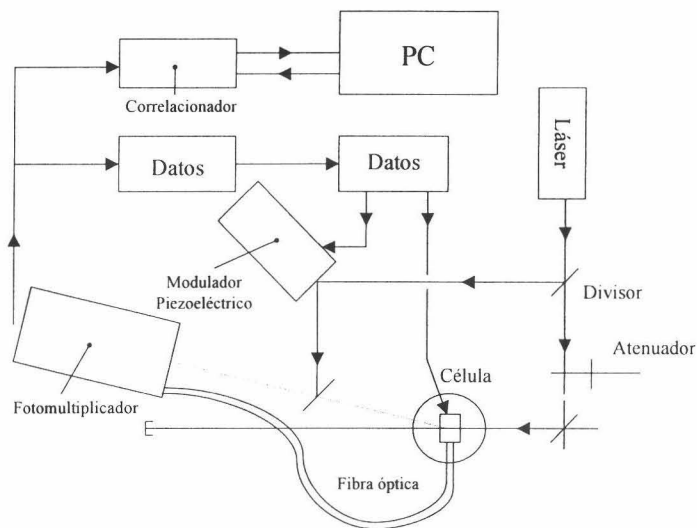 PC
Correlacionador
Láser
Datos
Datos
Modulador
Piezoeléctrico
Divisor
Atenuador
Célula
Fotomultiplicador
Fibra óptica